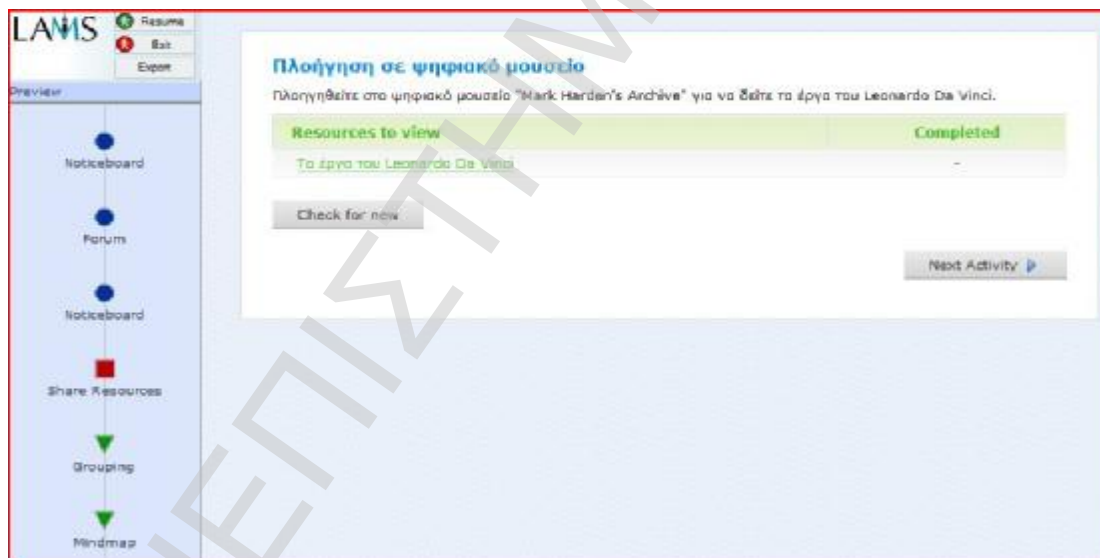 LAMS
Resume
Exit
Export
Preview
Noticeboard
Forum
Noticeboard
Share Resources
Grouping
Mindmap
Πλοήγηση σε ψηφιακό μουσείο
Πλοηγηθείτε στο ψηφιακό μουσείο "Mark Harden's Archive" για να δείτε τα έργα του Leonardo Da Vinci.
Resources to view Completed
Τα έργα του Leonardo Da Vinci -
Check for new
Next Activity